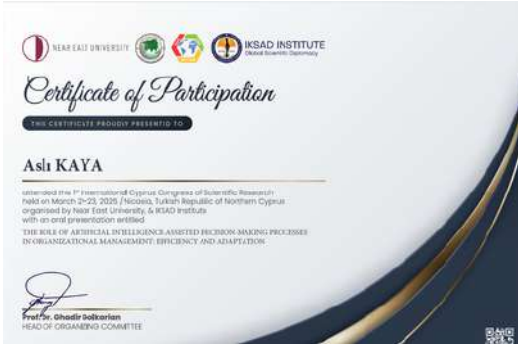 NEAR EAST UNIVERSITY
IKSAD INSTITUTE
Global Scientific Diplomacy
Certificate of Participation
THIS CERTIFICATE PROUDLY PRESENTED TO
Aslı KAYA
attended the 1st International Cyprus Congress of Scientific Research
held on March 21-23, 2025 / Nicosia, Turkish Republic of Northern Cyprus
organised by Near East University, & IKSAD Institute
with an oral presentation entitled
THE ROLE OF ARTIFICIAL INTELLIGENCE-ASSISTED DECISION-MAKING PROCESSES
IN ORGANIZATIONAL MANAGEMENT: EFFICIENCY AND ADAPTATION
Prof. Dr. Ghadir Golkarian
HEAD OF ORGANIZING COMMITTEE